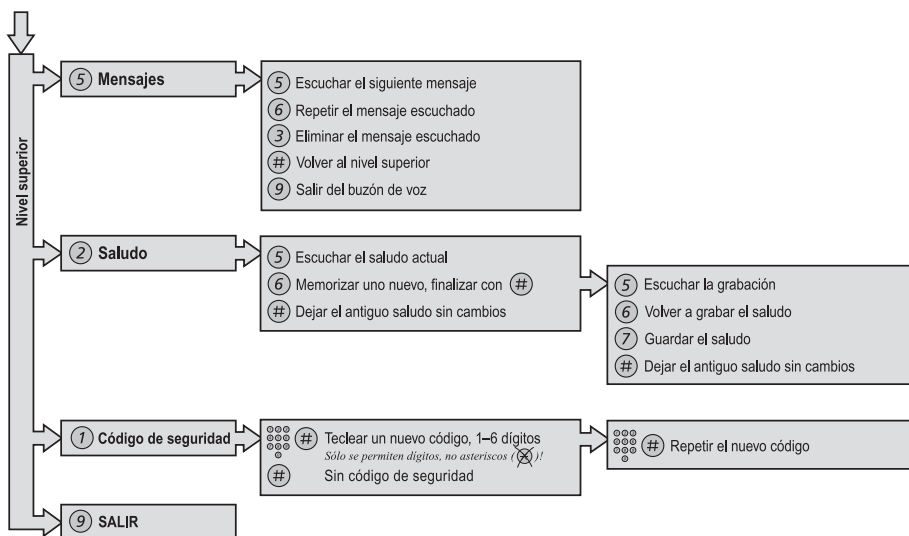 Nivel superior
5 Mensajes
5 Escuchar el siguiente mensaje
6 Repetir el mensaje escuchado
3 Eliminar el mensaje escuchado
# Volver al nivel superior
9 Salir del buzón de voz
2 Saludo
5 Escuchar el saludo actual
6 Memorizar uno nuevo, finalizar con #
# Dejar el antiguo saludo sin cambios
5 Escuchar la grabación
6 Volver a grabar el saludo
7 Guardar el saludo
# Dejar el antiguo saludo sin cambios
1 Código de seguridad
# Teclear un nuevo código, 1–6 dígitos
Sólo se permiten dígitos, no asteriscos (*)!
# Sin código de seguridad
# Repetir el nuevo código
9 SALIR